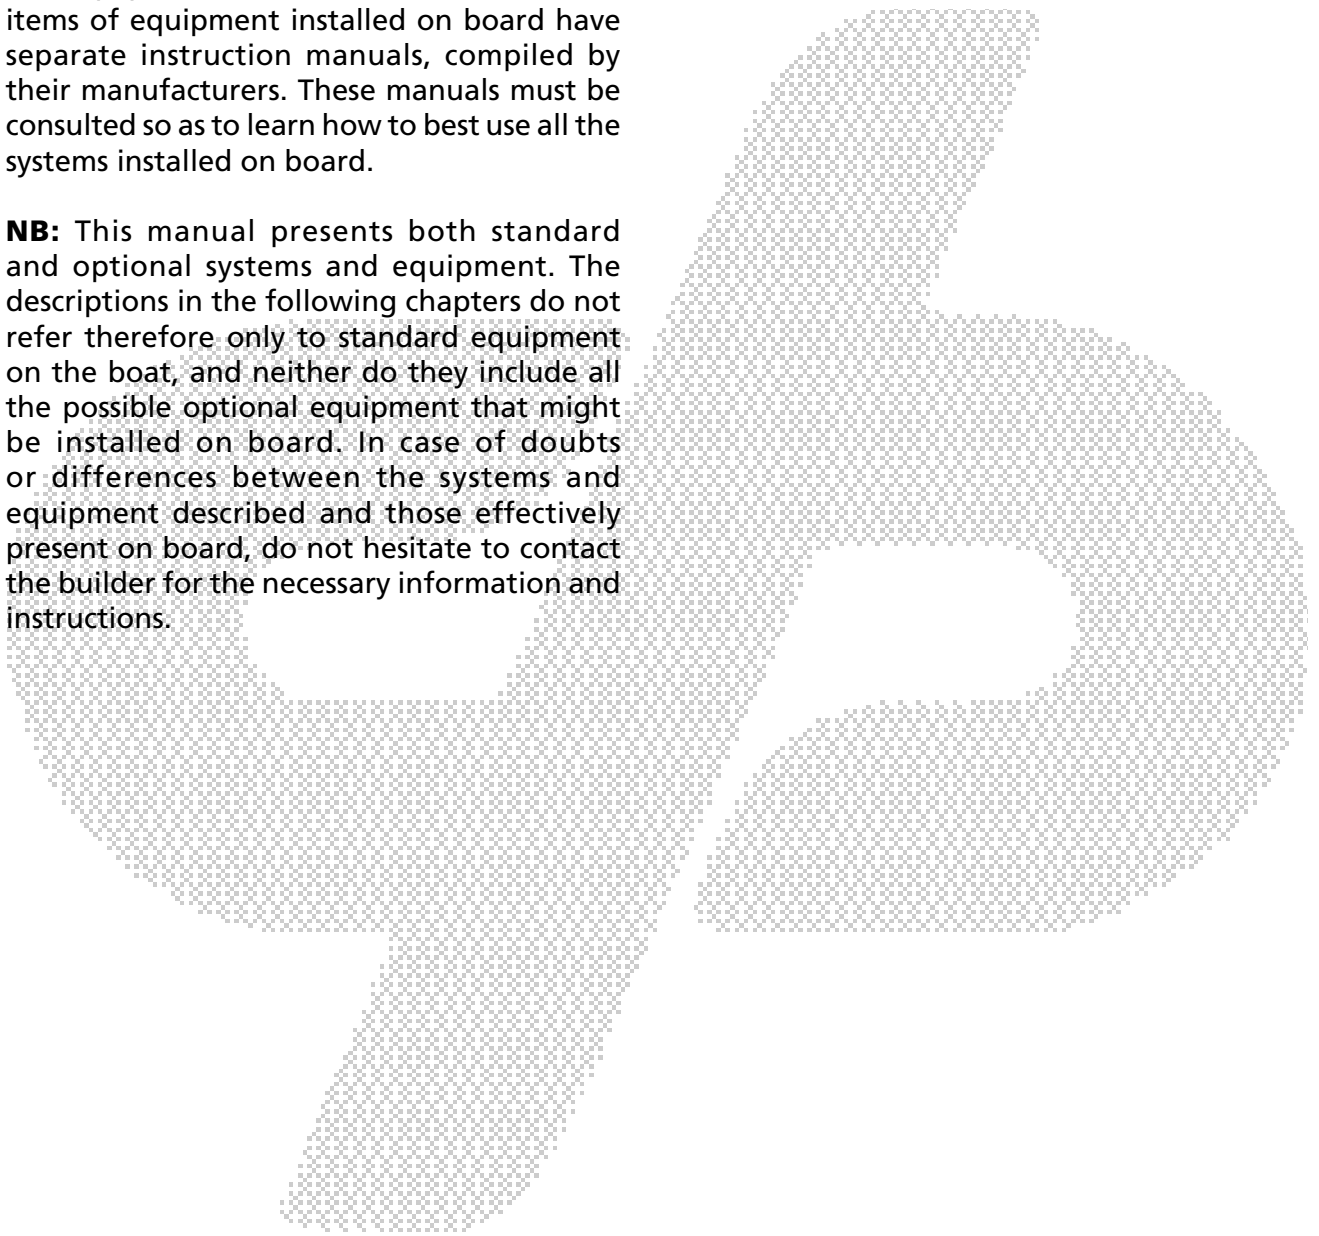 items of equipment installed on board have
separate instruction manuals, compiled by
their manufacturers. These manuals must be
consulted so as to learn how to best use all the
systems installed on board.
NB: This manual presents both standard
and optional systems and equipment. The
descriptions in the following chapters do not
refer therefore only to standard equipment
on the boat, and neither do they include all
the possible optional equipment that might
be installed on board. In case of doubts
or differences between the systems and
equipment described and those effectively
present on board, do not hesitate to contact
the builder for the necessary information and
instructions.